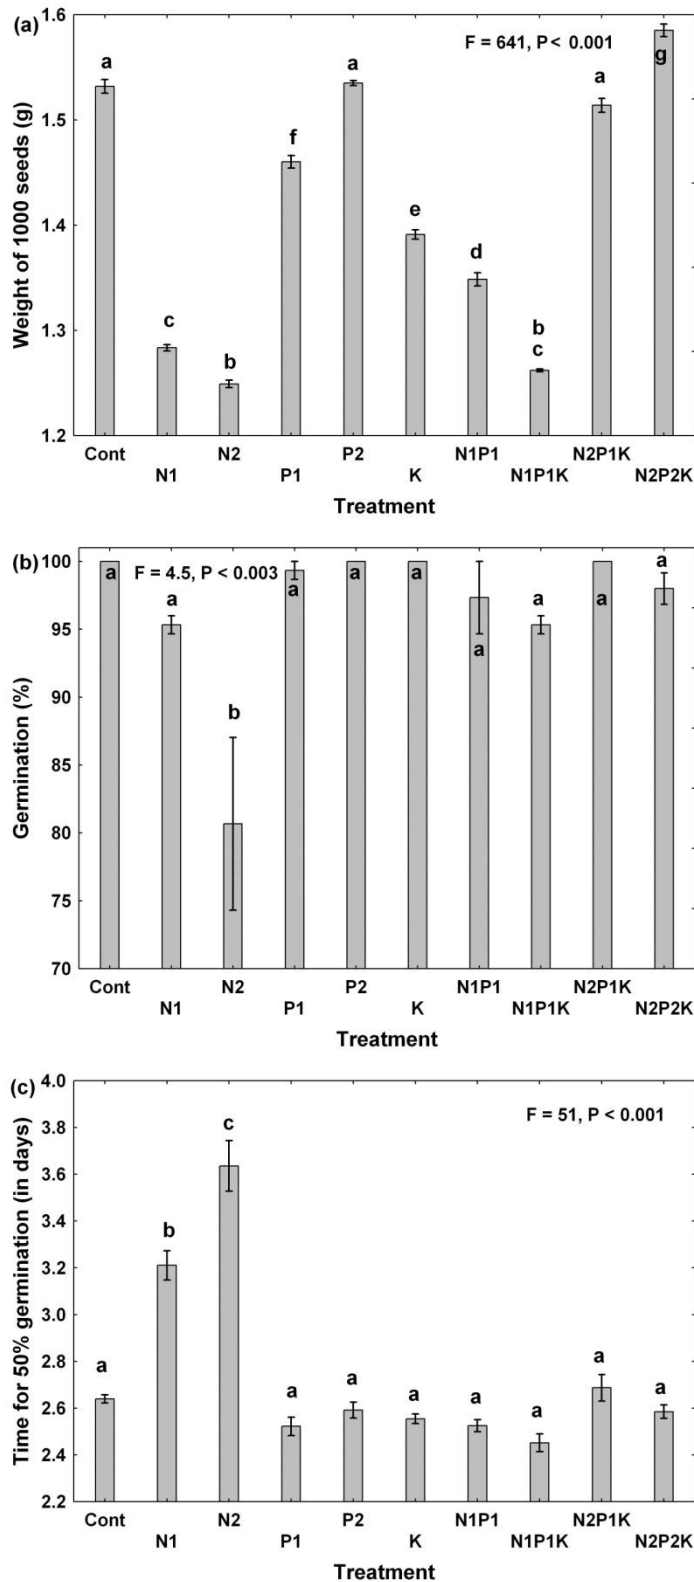 (a)
1.6
1.5
1.4
1.3
1.2
Weight of 1000 seeds (g)
F = 641, P < 0.001
a
c
b
f
a
e
d
b
c
a
g
Cont N2 P2 N1P1 N2P1K
N1 P1 K N1P1K N2P2K
Treatment
(b)
100
95
90
85
80
75
70
Germination (%)
F = 4.5, P < 0.003
a
a
b
a
a
a
a
a
a
a
Cont N2 P2 N1P1 N2P1K
N1 P1 K N1P1K N2P2K
Treatment
(c)
4.0
3.8
3.6
3.4
3.2
3.0
2.8
2.6
2.4
2.2
Time for 50% germination (in days)
F = 51, P < 0.001
a
b
c
a
a
a
a
a
a
a
Cont N2 P2 N1P1 N2P1K
N1 P1 K N1P1K N2P2K
Treatment